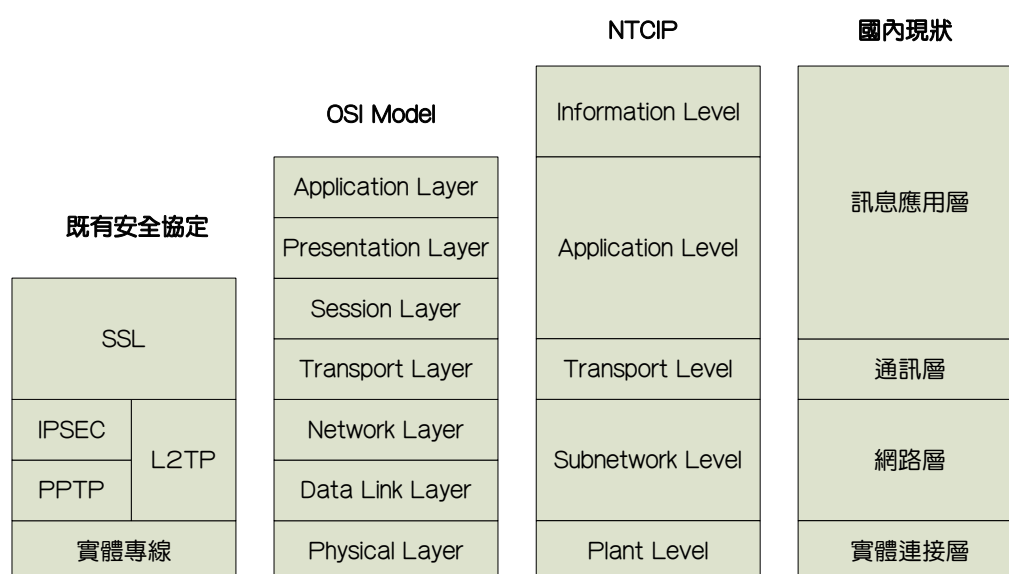 既有安全協定
SSL
IPSEC
L2TP
PPTP
實體專線
OSI Model
Application Layer
Presentation Layer
Session Layer
Transport Layer
Network Layer
Data Link Layer
Physical Layer
NTCIP
Information Level
Application Level
Transport Level
Subnetwork Level
Plant Level
國內現狀
訊息應用層
通訊層
網路層
實體連接層